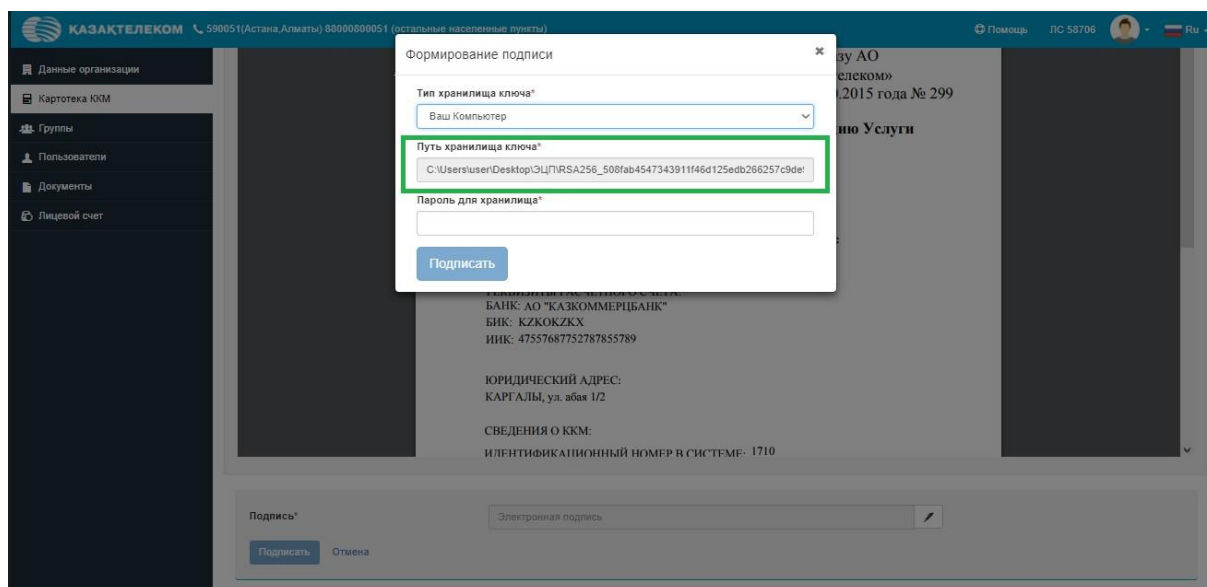 ҚАЗАҚТЕЛЕКОМ 590051(Астана,Алматы) 88000800051 (остальные населенные пункты) Помощь ЛС 58706 Ru
Данные организации
Картотека ККМ
Группы
Пользователи
Документы
Лицевой счет
Формирование подписи
Тип хранилища ключа*
Ваш Компьютер
Путь хранилища ключа*
C:\Users\user\Desktop\ЭЦП\RSA256_508fab4547343911f46d125edb266257c9de
Пароль для хранилища*
Подписать
зу АО
елеком»
.2015 года № 299
ию Услуги
БАНК: АО "КАЗКОММЕРЦБАНК"
БИК: KZKOKZKX
ИИК: 47557687752787855789
ЮРИДИЧЕСКИЙ АДРЕС:
КАРГАЛЫ, ул. абая 1/2
СВЕДЕНИЯ О ККМ:
ИДЕНТИФИКАЦИОННЫЙ НОМЕР В СИСТЕМЕ: 1710
Подпись*
Электронная подпись
Подписать Отмена